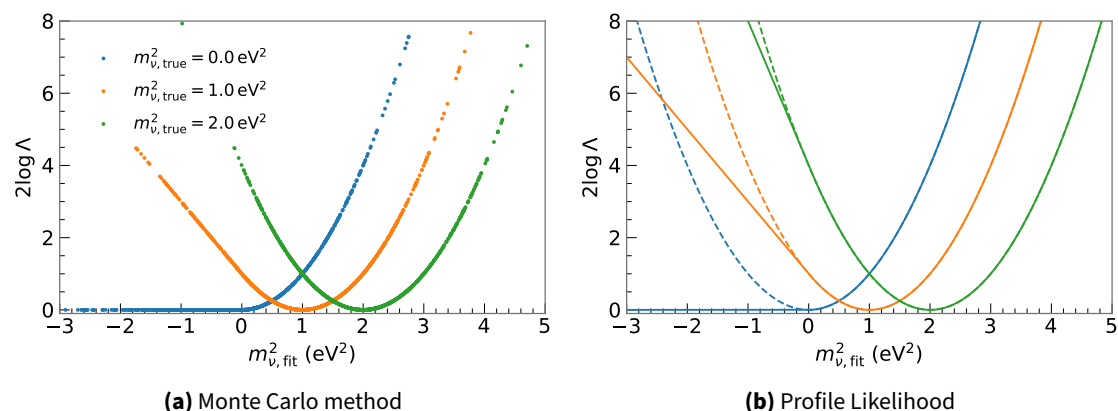 8
6
4
2
0
2log Λ
m²ν, true = 0.0 eV²
m²ν, true = 1.0 eV²
m²ν, true = 2.0 eV²
−3 −2 −1 0 1 2 3 4 5
m²ν, fit (eV²)
(a) Monte Carlo method
8
6
4
2
0
2log Λ
−3 −2 −1 0 1 2 3 4 5
m²ν, fit (eV²)
(b) Profile Likelihood